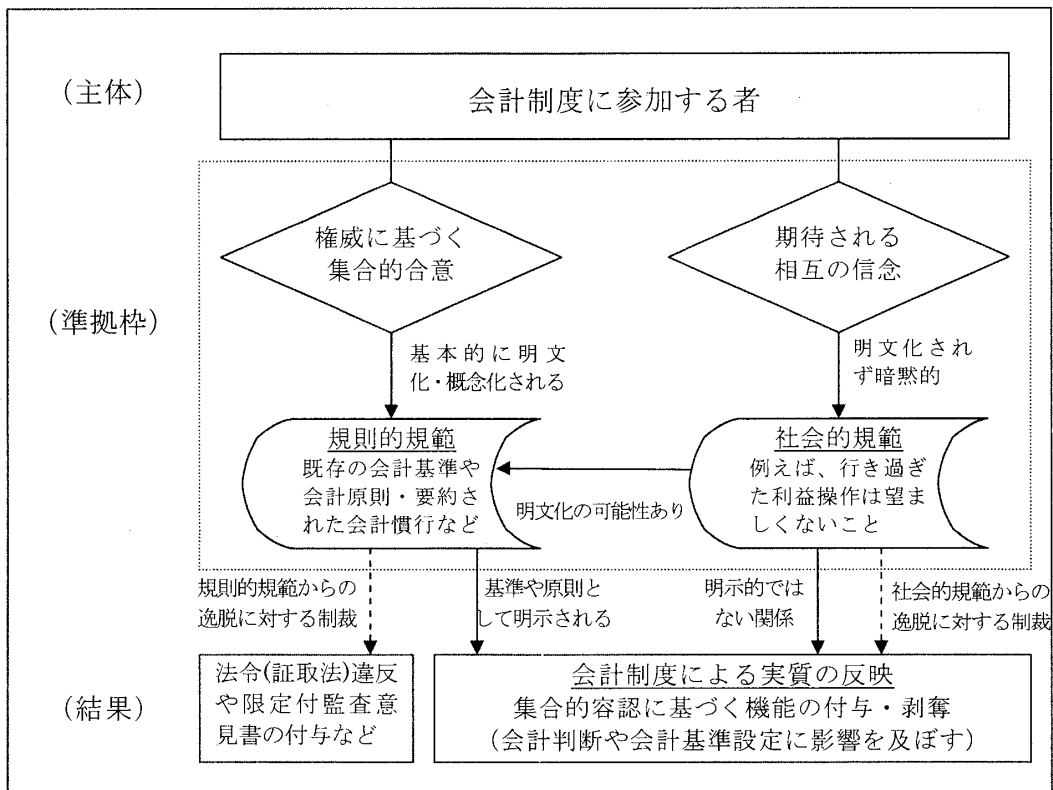 (主体)
会計制度に参加する者
権威に基づく
集合的合意
期待される
相互の信念
(準拠枠)
基本的に明文
化・概念化される
明文化され
ず暗黙的
規則的規範
既存の会計基準や
会計原則・要約さ
れた会計慣行など
社会的規範
例えば、行き過ぎ
た利益操作は望ま
しくないこと
明文化の可能性あり
規則的規範からの
逸脱に対する制裁
基準や原則と
して明示される
明示的では
ない関係
社会的規範からの
逸脱に対する制裁
(結果)
法令(証取法)違反
や限定付監査意
見書の付与など
会計制度による実質の反映
集合的容認に基づく機能の付与・剥奪
(会計判断や会計基準設定に影響を及ぼす)